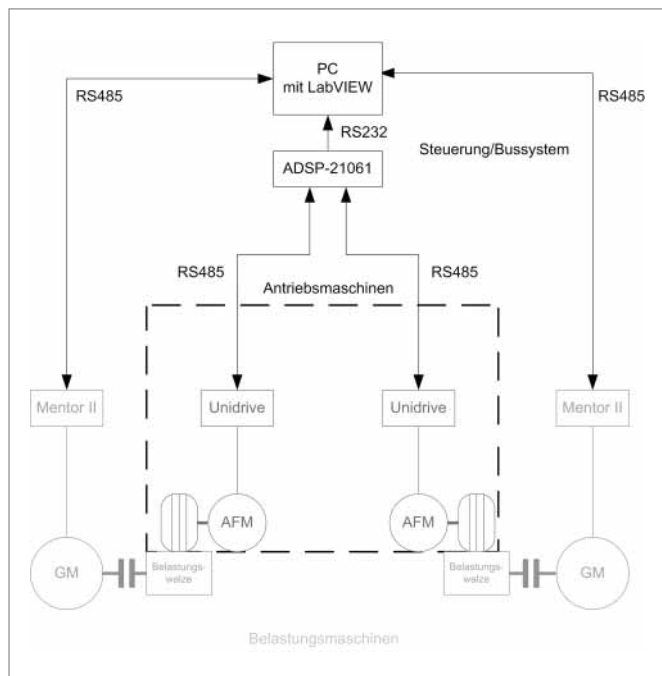 PC
mit LabVIEW
RS485
RS485
RS232
Steuerung/Bussystem
ADSP-21061
RS485
RS485
Antriebsmaschinen
Mentor II
Unidrive
Unidrive
Mentor II
AFM
AFM
GM
Belastungs-
walze
Belastungs-
walze
GM
Belastungsmaschinen